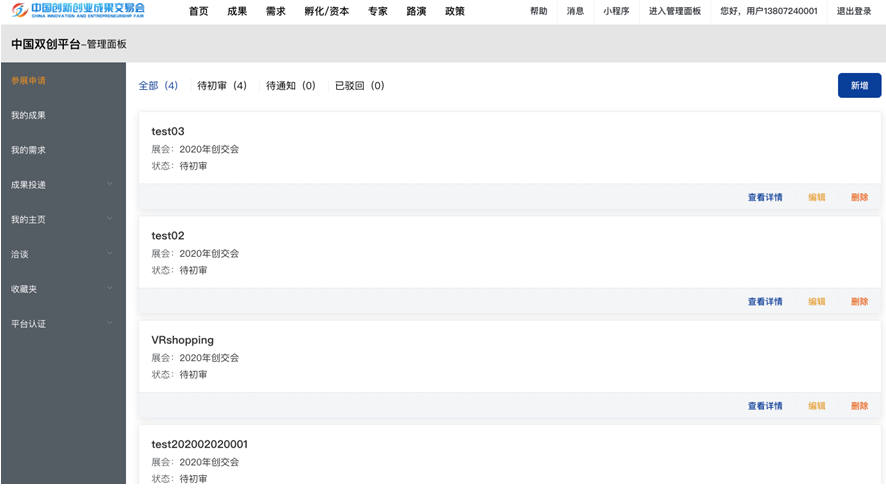 中国创新创业成果交易会 首页 成果 需求 孵化/资本 专家 路演 政策 帮助 消息 小程序 进入管理面板 您好，用户13807240001 退出登录
CHINA INNOVATION AND ENTREPRENEURSHIP FAIR
中国双创平台-管理面板
参展申请
我的成果
我的需求
成果投递
我的主页
洽谈
收藏夹
平台认证
全部（4） 待初审（4） 待通知（0） 已驳回（0） 新增
test03
展会：2020年创交会
状态：待初审
查看详情 编辑 删除
test02
展会：2020年创交会
状态：待初审
查看详情 编辑 删除
VRshopping
展会：2020年创交会
状态：待初审
查看详情 编辑 删除
test202002020001
展会：2020年创交会
状态：待初审